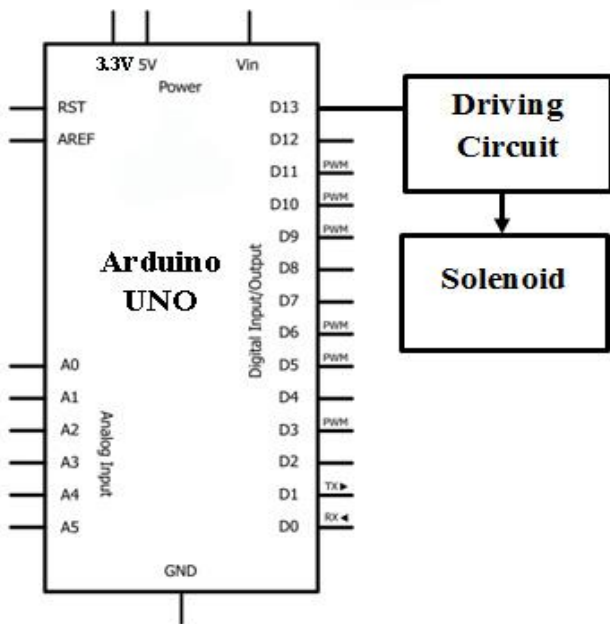 3.3V 5V Vin
Power
RST D13
AREF D12
D11 PWM
D10 PWM
D9 PWM
D8
D7
D6 PWM
A0 D5 PWM
A1 D4
A2 D3 PWM
A3 D2
A4 D1 TX▶
A5 D0 RX◀
GND
Arduino
UNO
Digital Input/Output
Analog Input
Driving
Circuit
Solenoid